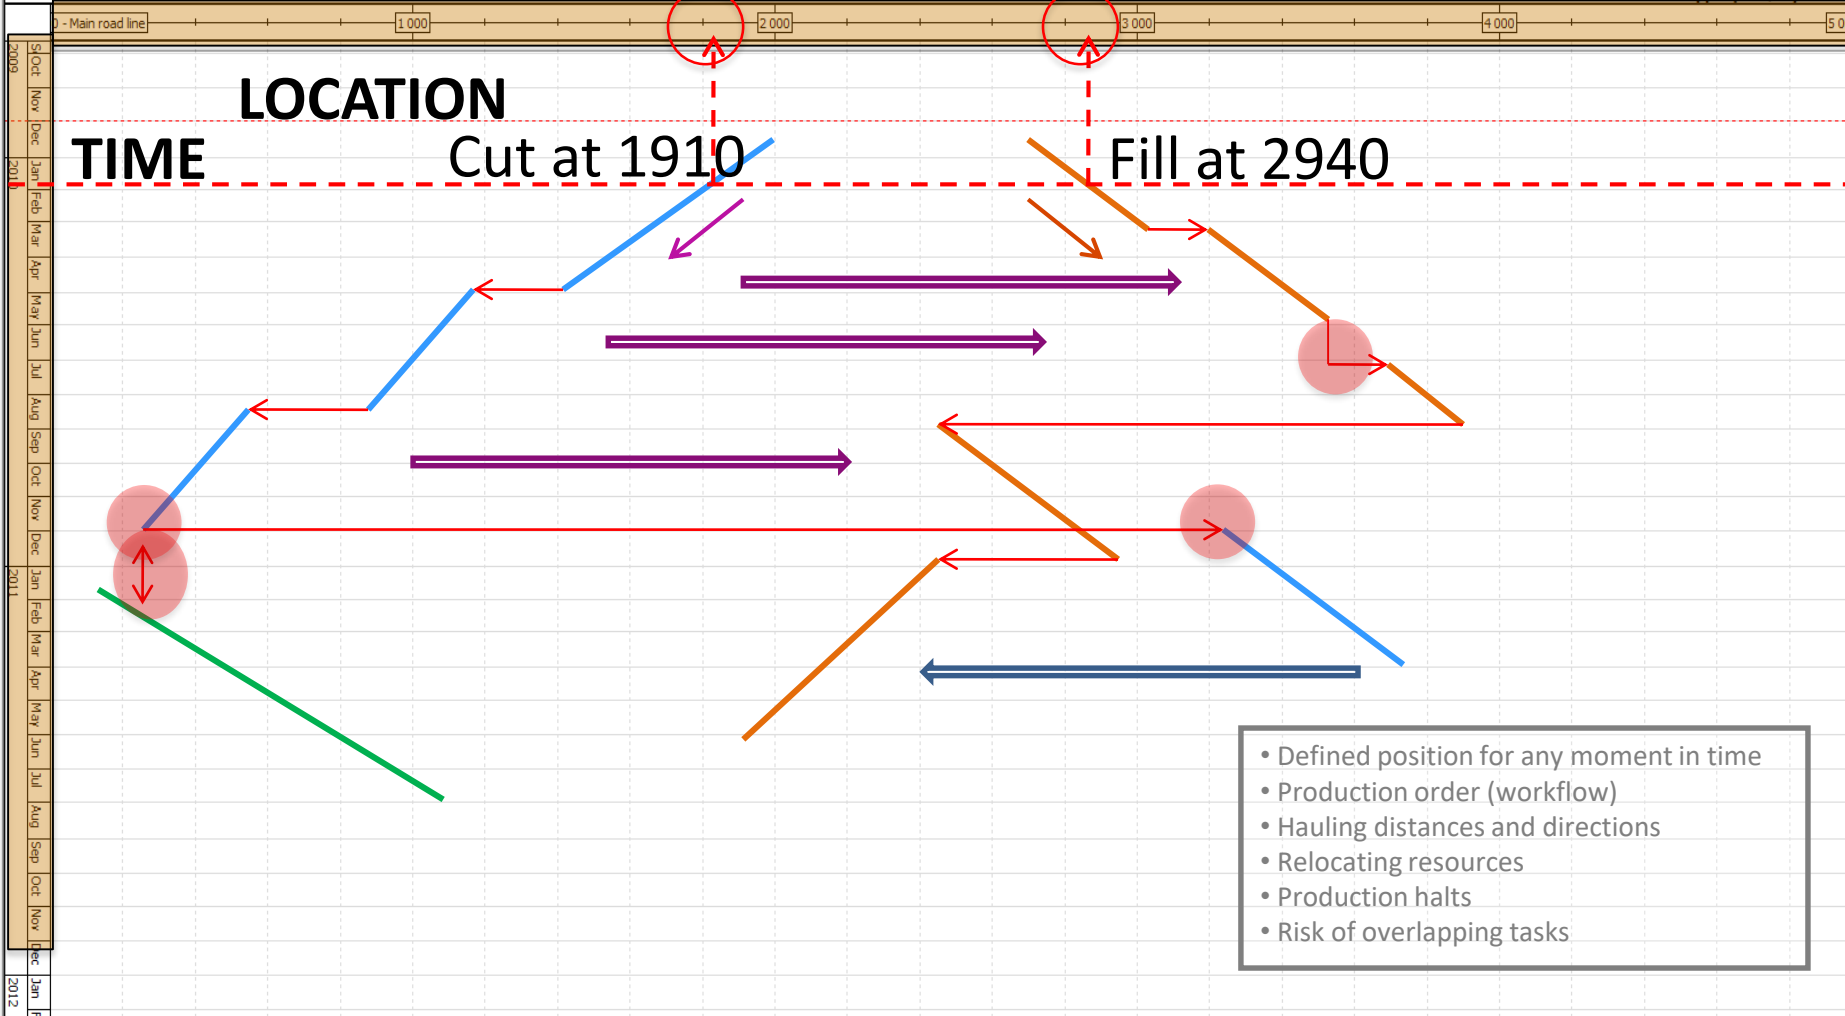 0 - Main road line
1 000
2 000
3 000
4 000
LOCATION
TIME
Cut at 1910
Fill at 2940
2009
Oct
Nov
Dec
2010
Jan
Feb
Mar
Apr
May
Jun
Jul
Aug
Sep
Oct
Nov
Dec
2011
Jan
Feb
Mar
Apr
May
Jun
Jul
Aug
Sep
Oct
Nov
Dec
2012
Jan
• Defined position for any moment in time
• Production order (workflow)
• Hauling distances and directions
• Relocating resources
• Production halts
• Risk of overlapping tasks